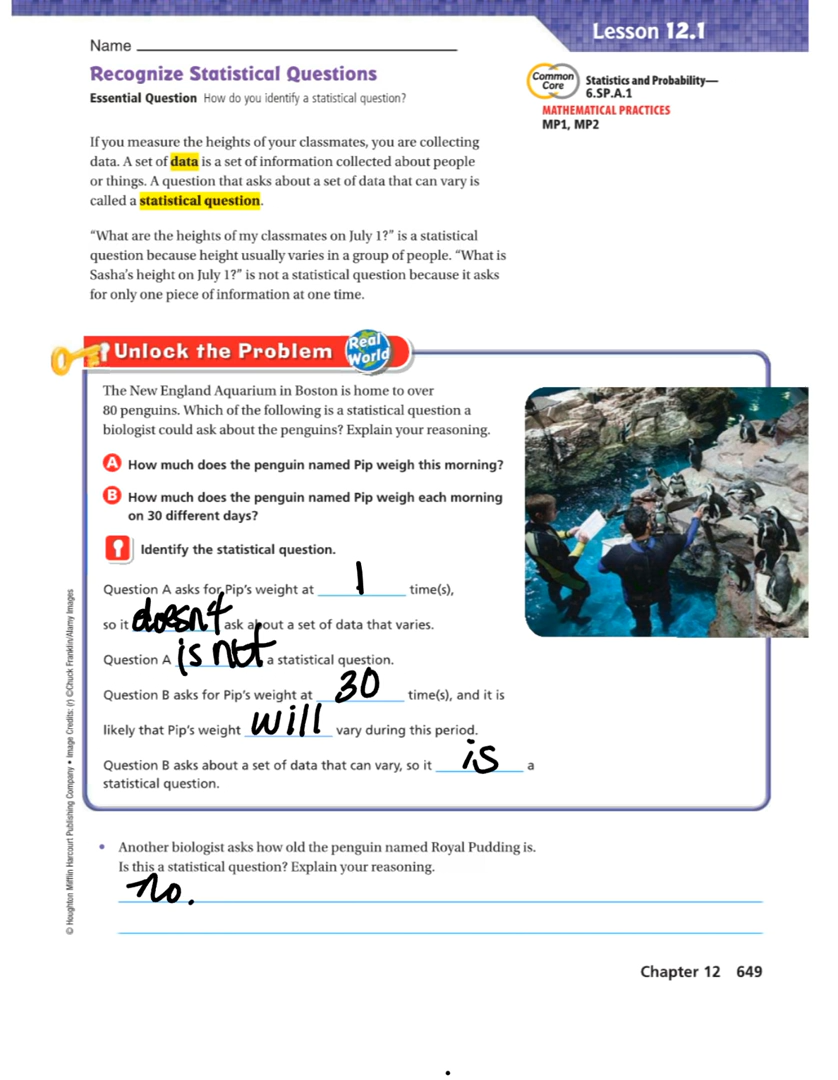 Lesson 12.1
Name
Recognize Statistical Questions
Essential Question How do you identify a statistical question?
Common Core
Statistics and Probability—
6.SP.A.1
MATHEMATICAL PRACTICES
MP1, MP2
If you measure the heights of your classmates, you are collecting
data. A set of data is a set of information collected about people
or things. A question that asks about a set of data that can vary is
called a statistical question.
“What are the heights of my classmates on July 1?” is a statistical
question because height usually varies in a group of people. “What is
Sasha’s height on July 1?” is not a statistical question because it asks
for only one piece of information at one time.
Unlock the Problem
Real World
The New England Aquarium in Boston is home to over
80 penguins. Which of the following is a statistical question a
biologist could ask about the penguins? Explain your reasoning.
A How much does the penguin named Pip weigh this morning?
B How much does the penguin named Pip weigh each morning
on 30 different days?
Identify the statistical question.
Question A asks for Pip’s weight at 1 time(s),
so it doesn't ask about a set of data that varies.
Question A is not a statistical question.
Question B asks for Pip’s weight at 30 time(s), and it is
likely that Pip’s weight will vary during this period.
Question B asks about a set of data that can vary, so it is a
statistical question.
• Another biologist asks how old the penguin named Royal Pudding is.
Is this a statistical question? Explain your reasoning.
no.
© Houghton Mifflin Harcourt Publishing Company • Image Credits: (r) ©Chuck Franklin/Alamy Images
Chapter 12 649